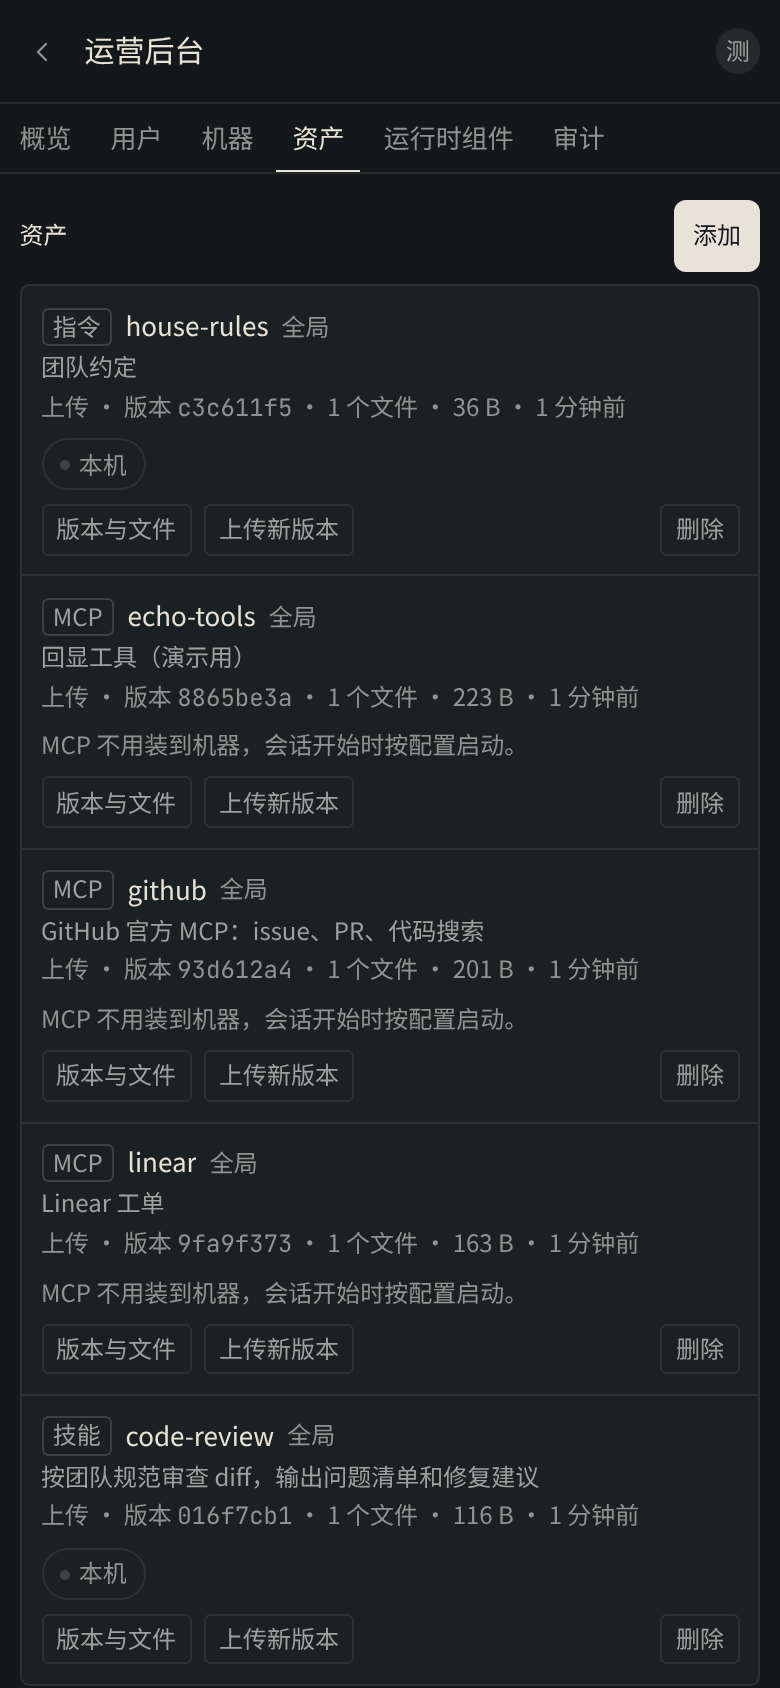 运营后台
测
概览 用户 机器 资产 运行时组件 审计
资产
添加
指令 house-rules 全局
团队约定
上传 · 版本 c3c611f5 · 1 个文件 · 36 B · 1 分钟前
本机
版本与文件 上传新版本 删除
MCP echo-tools 全局
回显工具（演示用）
上传 · 版本 8865be3a · 1 个文件 · 223 B · 1 分钟前
MCP 不用装到机器，会话开始时按配置启动。
版本与文件 上传新版本 删除
MCP github 全局
GitHub 官方 MCP：issue、PR、代码搜索
上传 · 版本 93d612a4 · 1 个文件 · 201 B · 1 分钟前
MCP 不用装到机器，会话开始时按配置启动。
版本与文件 上传新版本 删除
MCP linear 全局
Linear 工单
上传 · 版本 9fa9f373 · 1 个文件 · 163 B · 1 分钟前
MCP 不用装到机器，会话开始时按配置启动。
版本与文件 上传新版本 删除
技能 code-review 全局
按团队规范审查 diff，输出问题清单和修复建议
上传 · 版本 016f7cb1 · 1 个文件 · 116 B · 1 分钟前
本机
版本与文件 上传新版本 删除